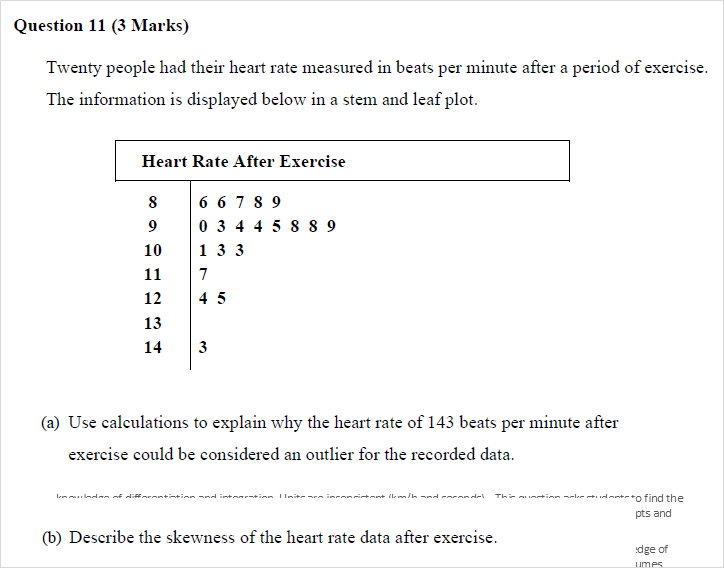 Question 11 (3 Marks)
Twenty people had their heart rate measured in beats per minute after a period of exercise.
The information is displayed below in a stem and leaf plot.
Heart Rate After Exercise
8 6 6 7 8 9
9 0 3 4 4 5 8 8 9
10 1 3 3
11 7
12 4 5
13
14 3
(a) Use calculations to explain why the heart rate of 143 beats per minute after
exercise could be considered an outlier for the recorded data.
to find the
pts and
(b) Describe the skewness of the heart rate data after exercise.
dge of
umes